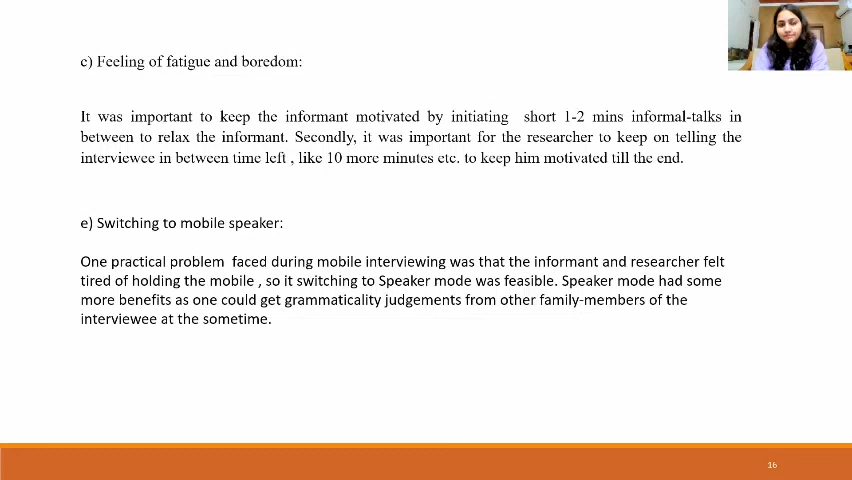 c) Feeling of fatigue and boredom:
It was important to keep the informant motivated by initiating short 1-2 mins informal-talks in
between to relax the informant. Secondly, it was important for the researcher to keep on telling the
interviewee in between time left , like 10 more minutes etc. to keep him motivated till the end.
e) Switching to mobile speaker:
One practical problem faced during mobile interviewing was that the informant and researcher felt
tired of holding the mobile , so it switching to Speaker mode was feasible. Speaker mode had some
more benefits as one could get grammaticality judgements from other family-members of the
interviewee at the sometime.
16